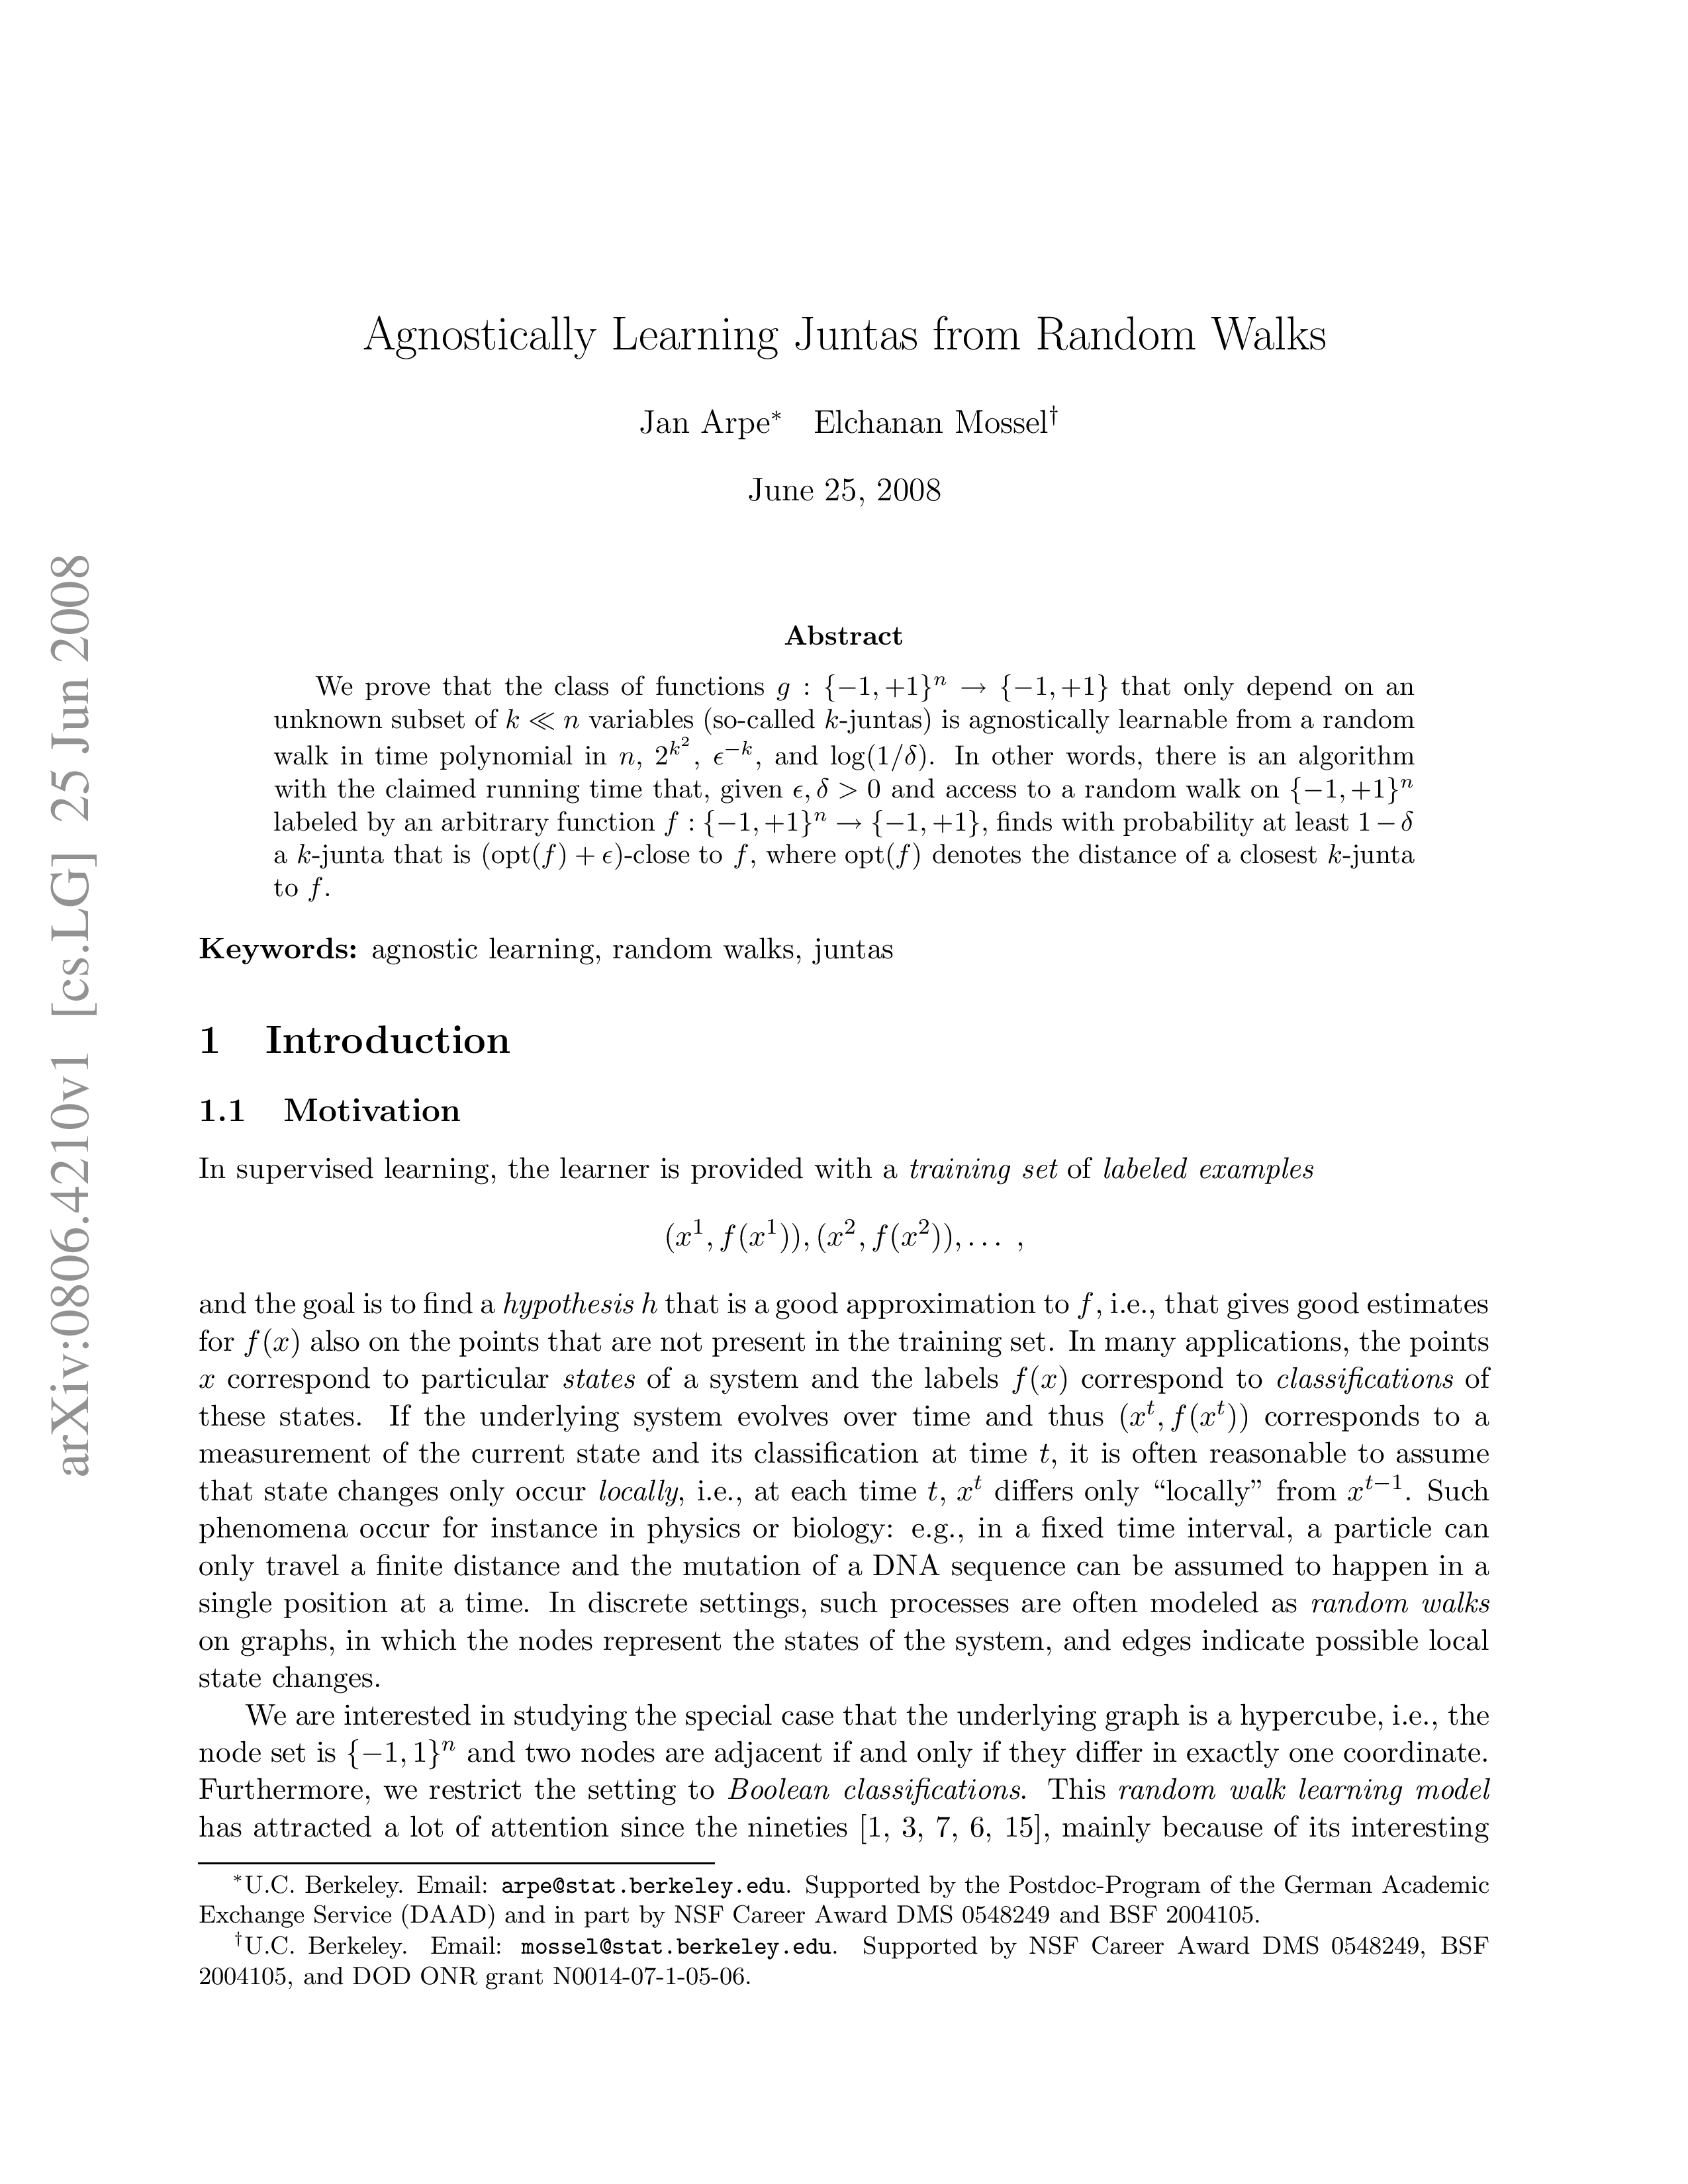 Agnostically Learning Juntas from Random Walks
Jan Arpe* Elchanan Mossel†
June 25, 2008
arXiv:0806.4210v1 [cs.LG] 25 Jun 2008
Abstract
We prove that the class of functions g : {−1, +1}ⁿ → {−1, +1} that only depend on an
unknown subset of k ≪ n variables (so-called k-juntas) is agnostically learnable from a random
walk in time polynomial in n, 2^{k²}, ϵ^{−k}, and log(1/δ). In other words, there is an algorithm
with the claimed running time that, given ϵ, δ > 0 and access to a random walk on {−1, +1}ⁿ
labeled by an arbitrary function f : {−1, +1}ⁿ → {−1, +1}, finds with probability at least 1 − δ
a k-junta that is (opt(f) + ϵ)-close to f, where opt(f) denotes the distance of a closest k-junta
to f.
Keywords: agnostic learning, random walks, juntas
1 Introduction
1.1 Motivation
In supervised learning, the learner is provided with a training set of labeled examples
(x¹, f(x¹)), (x², f(x²)), . . . ,
and the goal is to find a hypothesis h that is a good approximation to f, i.e., that gives good estimates
for f(x) also on the points that are not present in the training set. In many applications, the points
x correspond to particular states of a system and the labels f(x) correspond to classifications of
these states. If the underlying system evolves over time and thus (xᵗ, f(xᵗ)) corresponds to a
measurement of the current state and its classification at time t, it is often reasonable to assume
that state changes only occur locally, i.e., at each time t, xᵗ differs only “locally” from xᵗ⁻¹. Such
phenomena occur for instance in physics or biology: e.g., in a fixed time interval, a particle can
only travel a finite distance and the mutation of a DNA sequence can be assumed to happen in a
single position at a time. In discrete settings, such processes are often modeled as random walks
on graphs, in which the nodes represent the states of the system, and edges indicate possible local
state changes.
We are interested in studying the special case that the underlying graph is a hypercube, i.e., the
node set is {−1, 1}ⁿ and two nodes are adjacent if and only if they differ in exactly one coordinate.
Furthermore, we restrict the setting to Boolean classifications. This random walk learning model
has attracted a lot of attention since the nineties [1, 3, 7, 6, 15], mainly because of its interesting
*U.C. Berkeley. Email: arpe@stat.berkeley.edu. Supported by the Postdoc-Program of the German Academic
Exchange Service (DAAD) and in part by NSF Career Award DMS 0548249 and BSF 2004105.
†U.C. Berkeley. Email: mossel@stat.berkeley.edu. Supported by NSF Career Award DMS 0548249, BSF
2004105, and DOD ONR grant N0014-07-1-05-06.